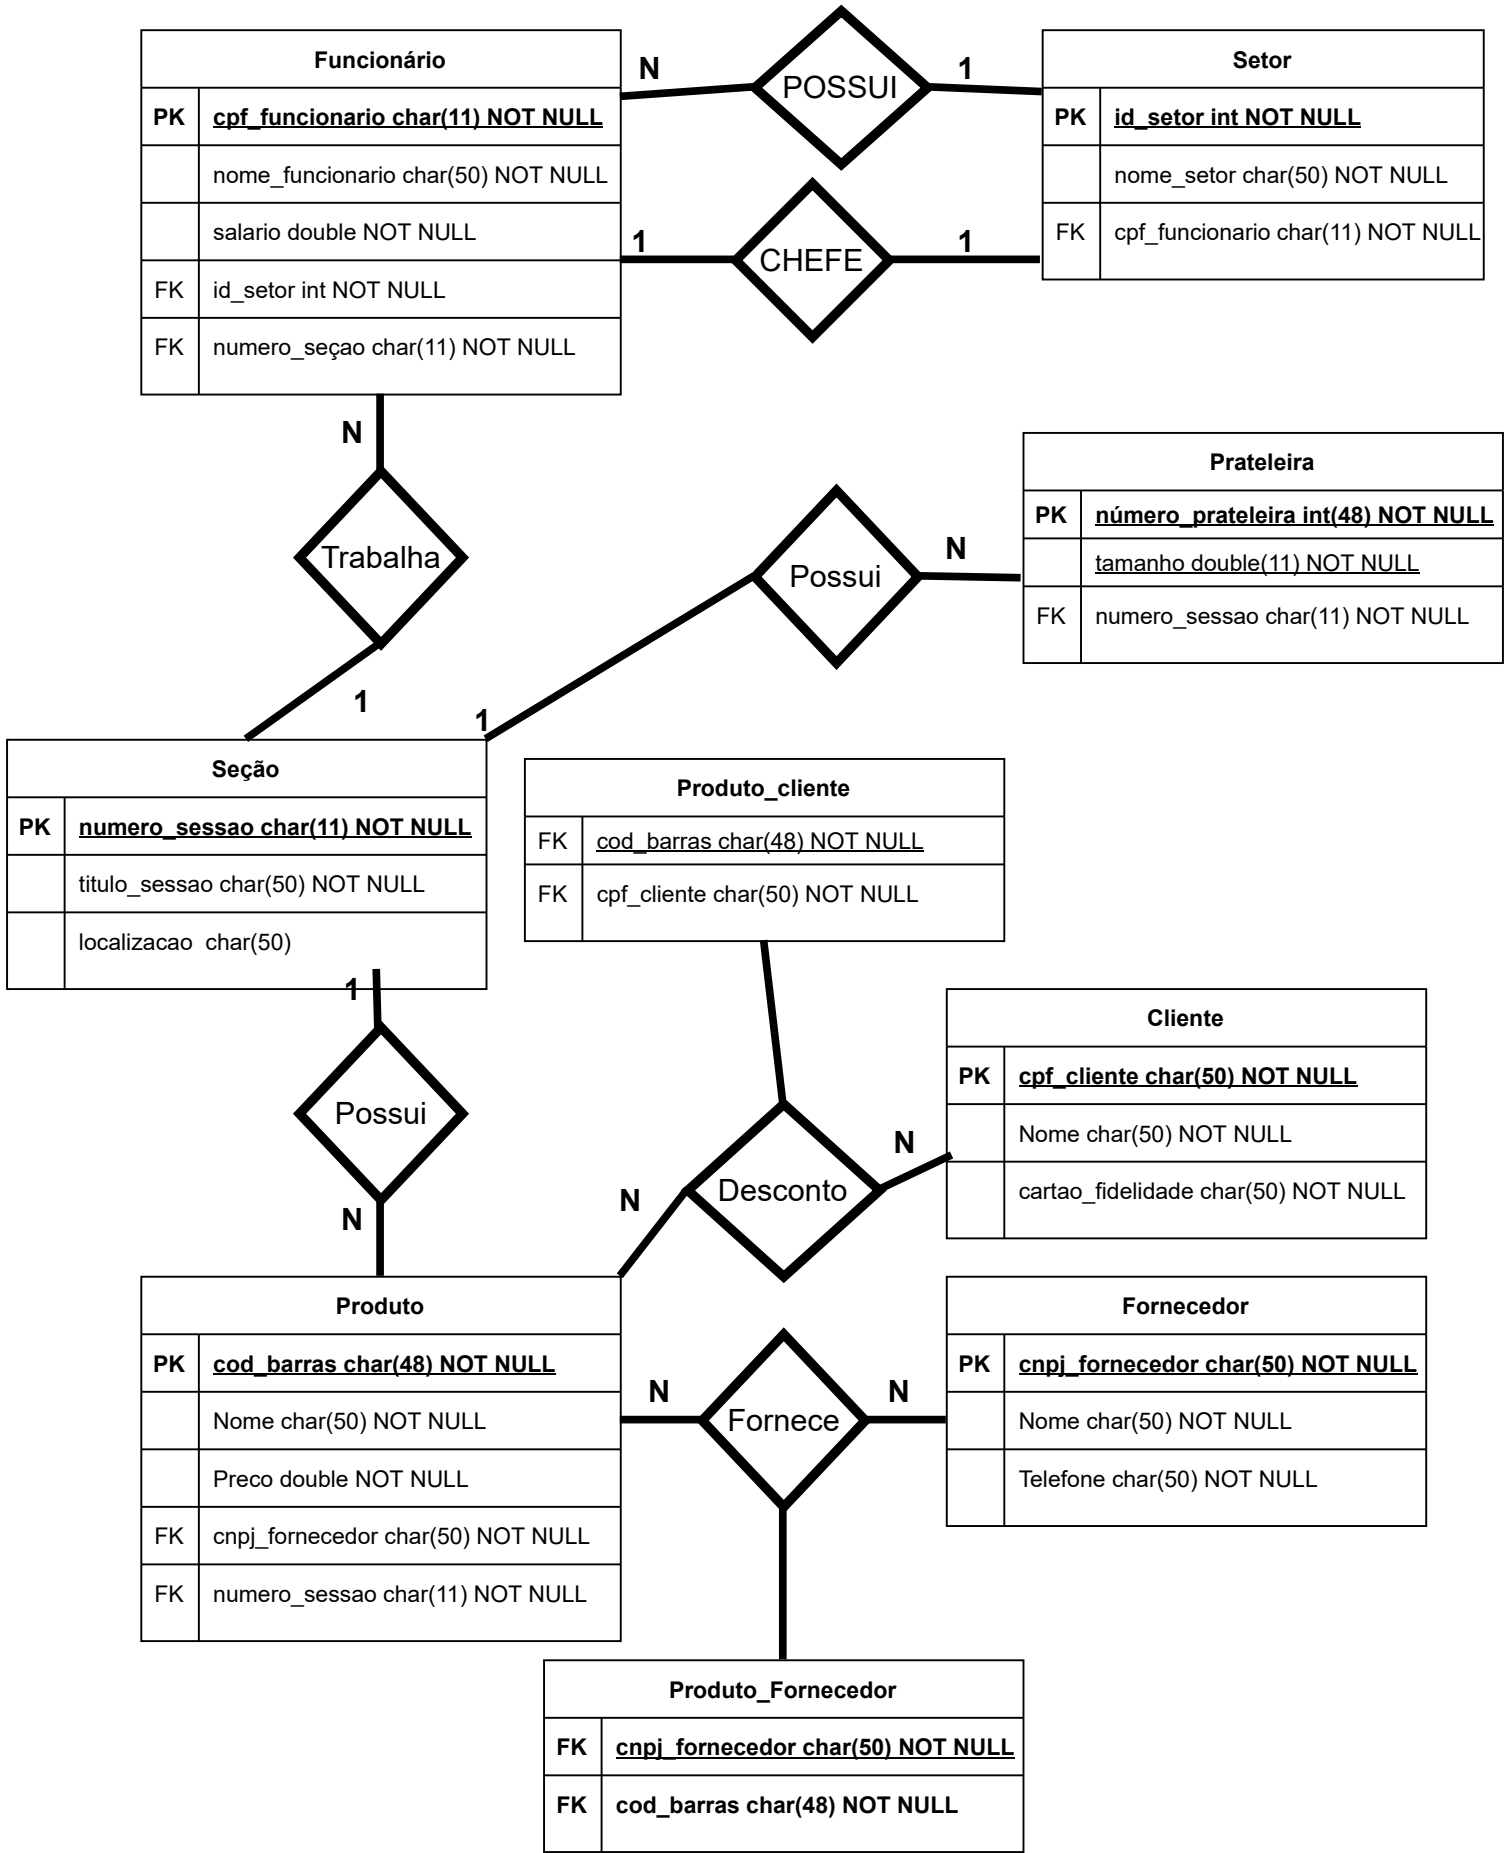 Funcionário
PK cpf_funcionario char(11) NOT NULL
nome_funcionario char(50) NOT NULL
salario double NOT NULL
FK id_setor int NOT NULL
FK numero_seçao char(11) NOT NULL
N
POSSUI
1
1
CHEFE
1
Setor
PK id_setor int NOT NULL
nome_setor char(50) NOT NULL
FK cpf_funcionario char(11) NOT NULL
N
Trabalha
1
Prateleira
PK número_prateleira int(48) NOT NULL
tamanho double(11) NOT NULL
FK numero_sessao char(11) NOT NULL
N
Possui
1
Seção
PK numero_sessao char(11) NOT NULL
titulo_sessao char(50) NOT NULL
localizacao  char(50)
Produto_cliente
FK cod_barras char(48) NOT NULL
FK cpf_cliente char(50) NOT NULL
1
Possui
N
Cliente
PK cpf_cliente char(50) NOT NULL
Nome char(50) NOT NULL
cartao_fidelidade char(50) NOT NULL
N
Desconto
N
Produto
PK cod_barras char(48) NOT NULL
Nome char(50) NOT NULL
Preco double NOT NULL
FK cnpj_fornecedor char(50) NOT NULL
FK numero_sessao char(11) NOT NULL
N
Fornece
N
Fornecedor
PK cnpj_fornecedor char(50) NOT NULL
Nome char(50) NOT NULL
Telefone char(50) NOT NULL
Produto_Fornecedor
FK cnpj_fornecedor char(50) NOT NULL
FK cod_barras char(48) NOT NULL